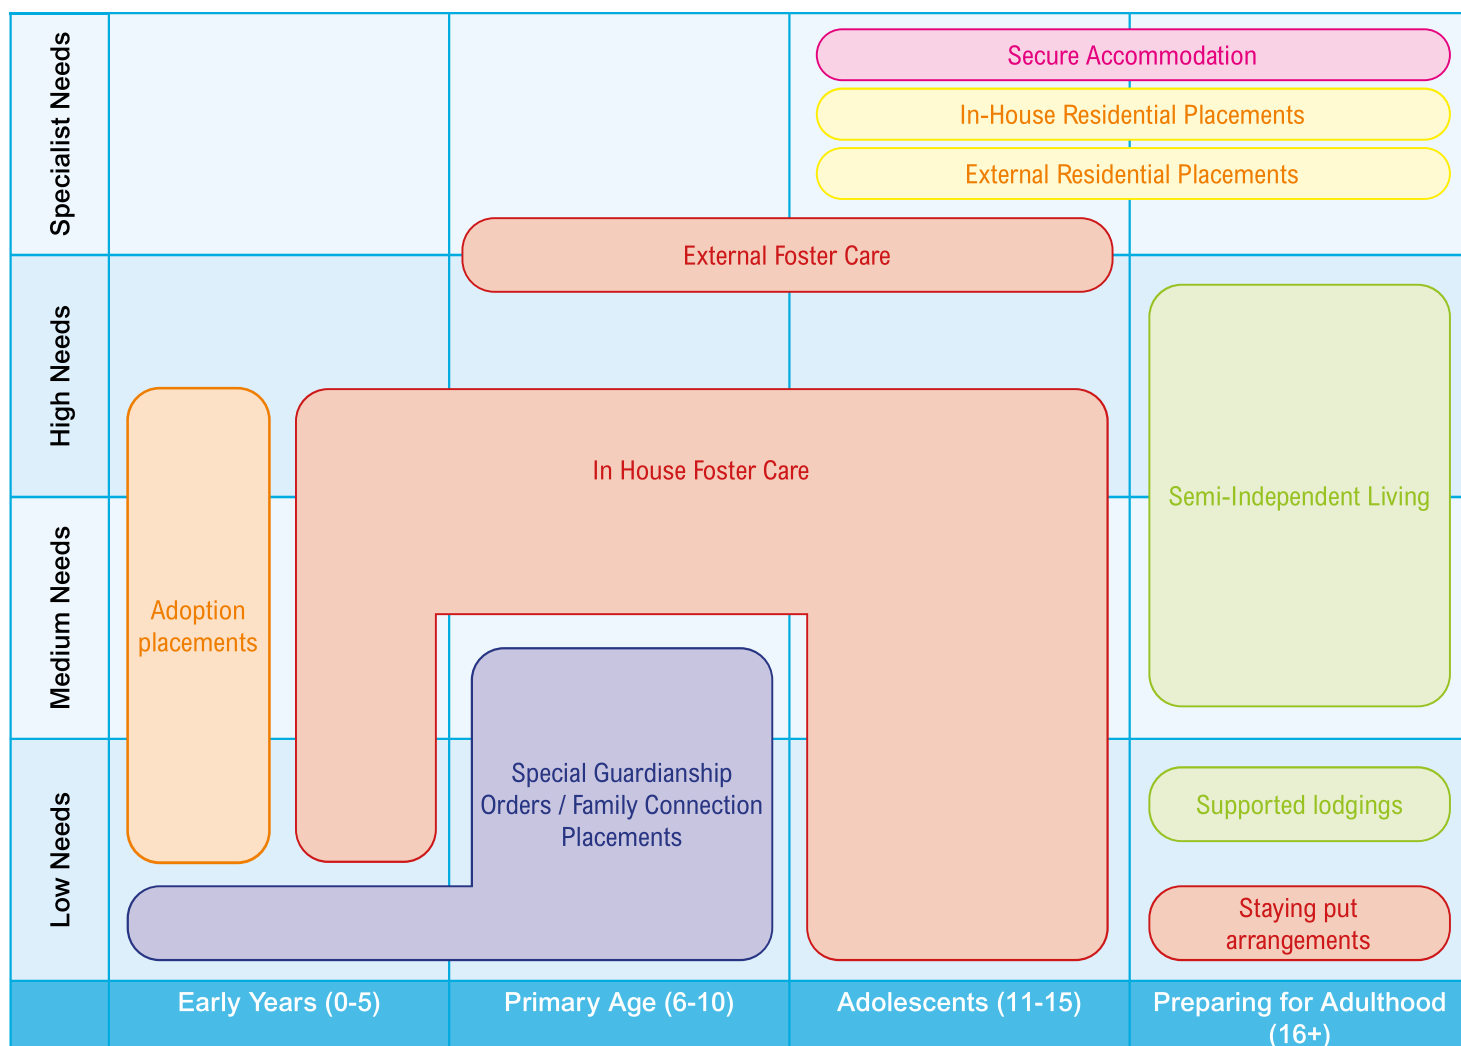 Specialist Needs
Secure Accommodation
In-House Residential Placements
External Residential Placements
External Foster Care
High Needs
In House Foster Care
Semi-Independent Living
Medium Needs
Adoption
placements
Low Needs
Special Guardianship
Orders / Family Connection
Placements
Supported lodgings
Staying put
arrangements
Early Years (0-5)
Primary Age (6-10)
Adolescents (11-15)
Preparing for Adulthood
(16+)